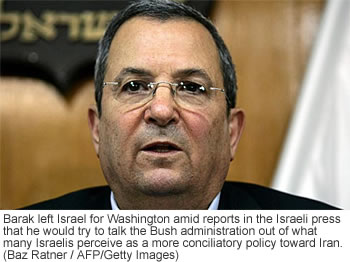 ישראל
Barak left Israel for Washington amid reports in the Israeli press
that he would try to talk the Bush administration out of what
many Israelis perceive as a more conciliatory policy toward Iran.
(Baz Ratner / AFP/Getty Images)